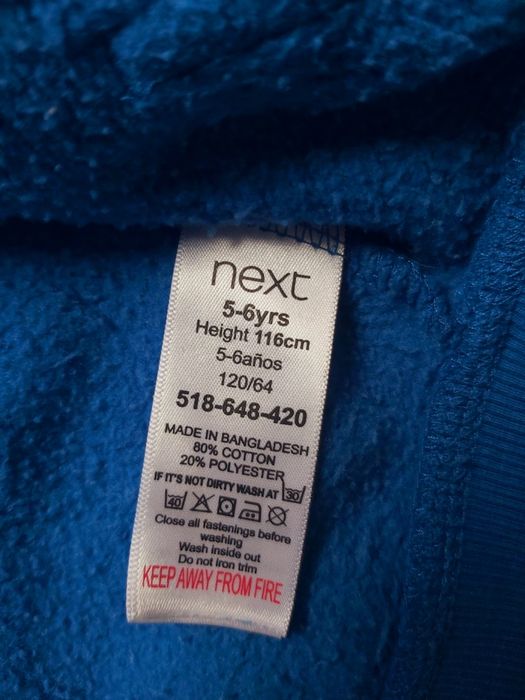 next
5-6yrs
Height 116cm
5-6años
120/64
518-648-420
MADE IN BANGLADESH
80% COTTON
20% POLYESTER
IF IT'S NOT DIRTY WASH AT 30
40
Close all fastenings before
washing
Wash inside out
Do not iron trim
KEEP AWAY FROM FIRE